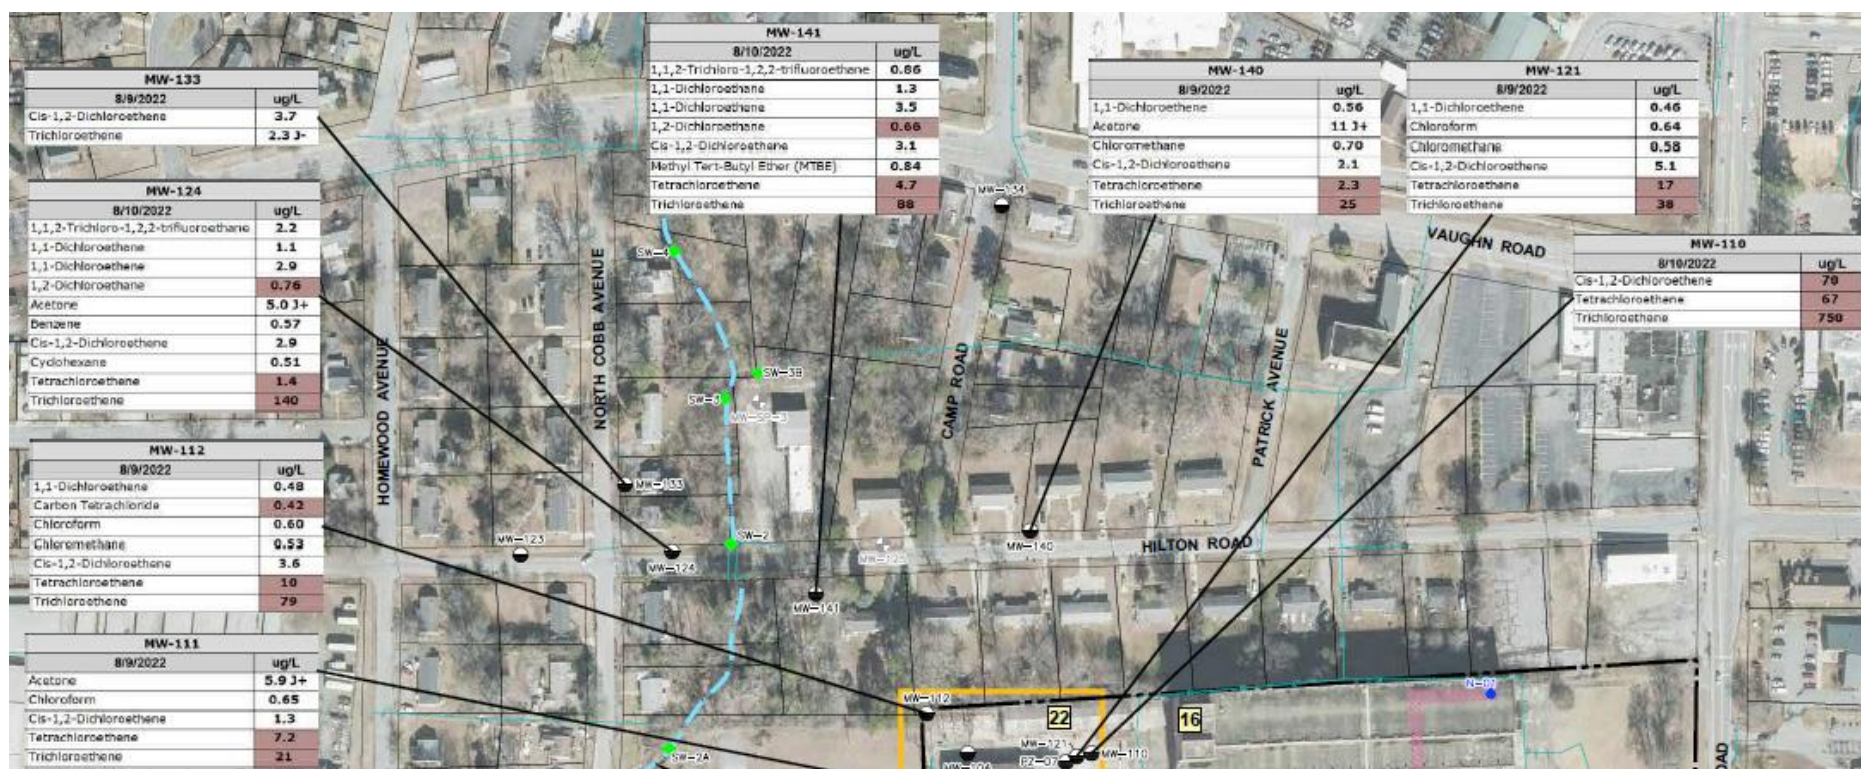 MW-133
8/9/2022 ug/L
Cis-1,2-Dichloroethene 3.7
Trichloroethene 2.3 J-
MW-124
8/10/2022 ug/L
1,1,2-Trichloro-1,2,2-trifluoroethane 2.2
1,1-Dichloroethane 1.1
1,1-Dichloroethene 2.9
1,2-Dichloroethane 0.76
Acetone 5.0 J+
Benzene 0.57
Cis-1,2-Dichloroethene 2.9
Cyclohexane 0.51
Tetrachloroethene 1.4
Trichloroethene 140
MW-112
8/9/2022 ug/L
1,1-Dichloroethene 0.48
Carbon Tetrachloride 0.42
Chloroform 0.60
Chloromethane 0.53
Cis-1,2-Dichloroethene 3.6
Tetrachloroethene 10
Trichloroethene 79
MW-111
8/9/2022 ug/L
Acetone 5.9 J+
Chloroform 0.65
Cis-1,2-Dichloroethene 1.3
Tetrachloroethene 7.2
Trichloroethene 21
MW-141
8/10/2022 ug/L
1,1,2-Trichloro-1,2,2-trifluoroethane 0.86
1,1-Dichloroethane 1.3
1,1-Dichloroethene 3.5
1,2-Dichloroethane 0.66
Cis-1,2-Dichloroethene 3.1
Methyl Tert-Butyl Ether (MTBE) 0.84
Tetrachloroethene 4.7
Trichloroethene 88
MW-140
8/9/2022 ug/L
1,1-Dichloroethene 0.56
Acetone 11 J+
Chloromethane 0.70
Cis-1,2-Dichloroethene 2.1
Tetrachloroethene 2.3
Trichloroethene 25
MW-121
8/9/2022 ug/L
1,1-Dichloroethene 0.46
Chloroform 0.64
Chloromethane 0.58
Cis-1,2-Dichloroethene 5.1
Tetrachloroethene 17
Trichloroethene 38
MW-110
8/10/2022 ug/L
Cis-1,2-Dichloroethene 70
Tetrachloroethene 67
Trichloroethene 750
MW-134
VAUGHN ROAD
SW-4
HOMEWOOD AVENUE
NORTH COBB AVENUE
CAMP ROAD
PATRICK AVENUE
SW-3B
SW-3
MW-SP-3
MW-133
MW-123
MW-124
SW-2
MW-125
MW-140
HILTON ROAD
MW-141
MW-112
22
16
N-01
SW-2A
MW-106
MW-121
PZ-07
MW-110
ROAD